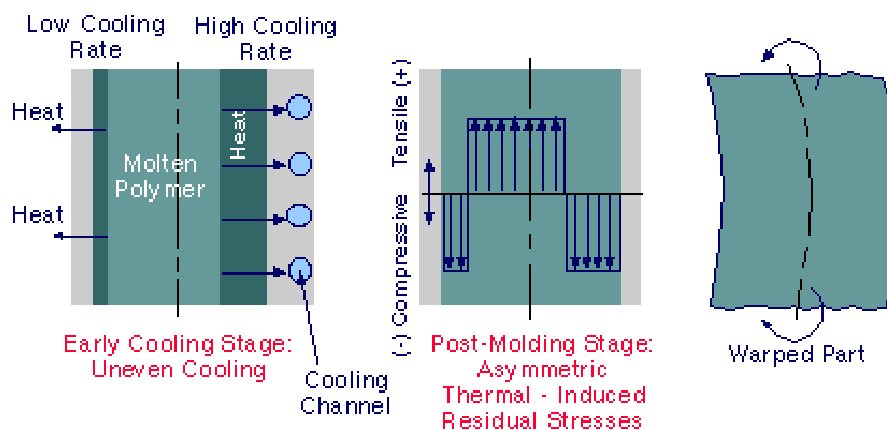 Low Cooling
Rate
High Cooling
Rate
Heat
Heat
Molten
Polymer
Heat
Early Cooling Stage:
Uneven Cooling
Cooling
Channel
(-) Compressive Tensile (+)
Post-Molding Stage:
Asymmetric
Thermal - Induced
Residual Stresses
Warped Part